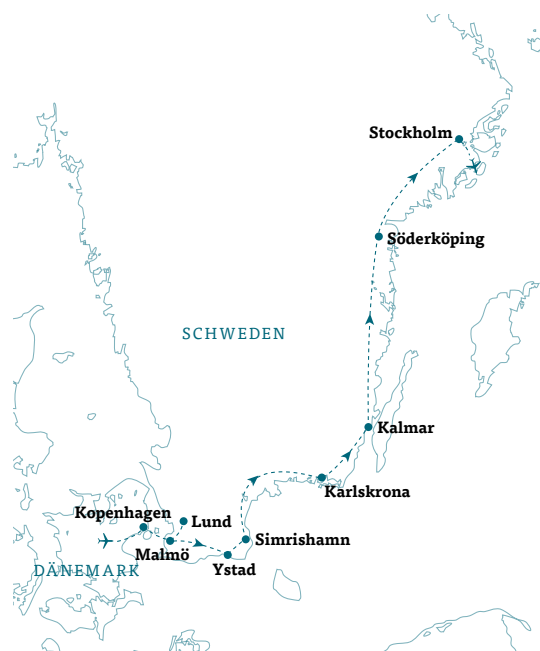 Stockholm
Söderköping
SCHWEDEN
Kalmar
Karlskrona
Kopenhagen
Lund
Simrishamn
Malmö
Ystad
DÄNEMARK